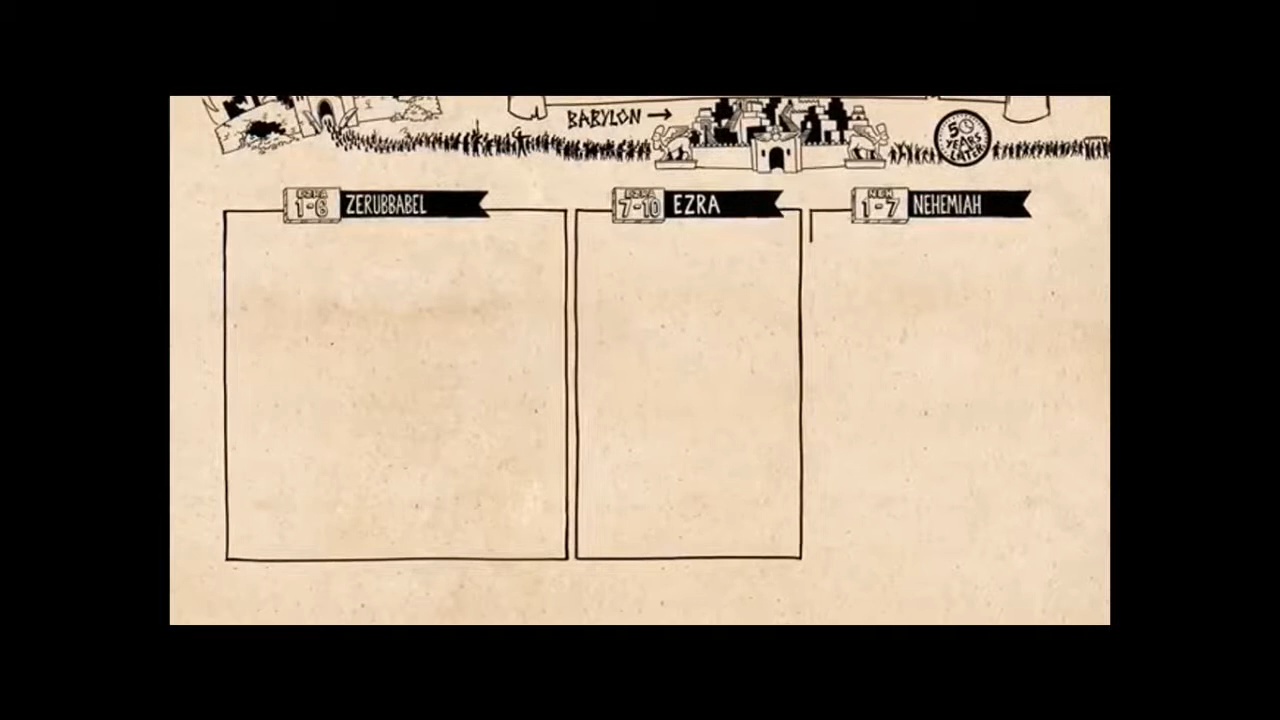 BABYLON →
50 YEARS LATER
EZRA 1-6 ZERUBBABEL
EZRA 7-10 EZRA
NEH 1-7 NEHEMIAH